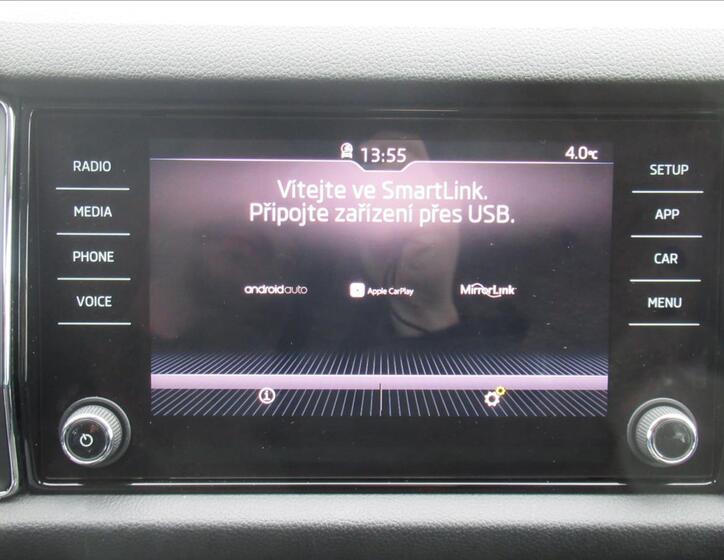 13:55
4.0°C
RADIO
MEDIA
PHONE
VOICE
Vítejte ve SmartLink.
Připojte zařízení přes USB.
androidauto
Apple CarPlay
MirrorLink
SETUP
APP
CAR
MENU